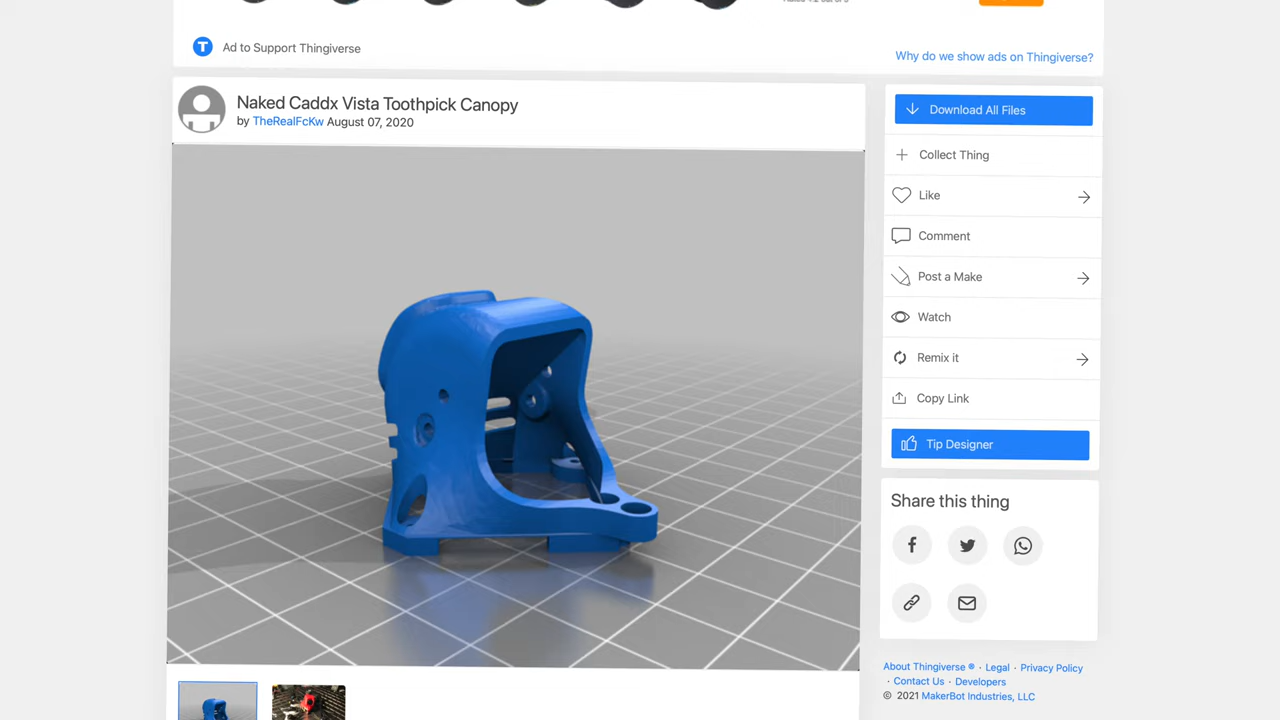 T Ad to Support Thingiverse
Why do we show ads on Thingiverse?
Naked Caddx Vista Toothpick Canopy
by TheRealFcKw August 07, 2020
Download All Files
Collect Thing
Like
Comment
Post a Make
Watch
Remix it
Copy Link
Tip Designer
Share this thing
About Thingiverse ® · Legal · Privacy Policy
· Contact Us · Developers
© 2021 MakerBot Industries, LLC